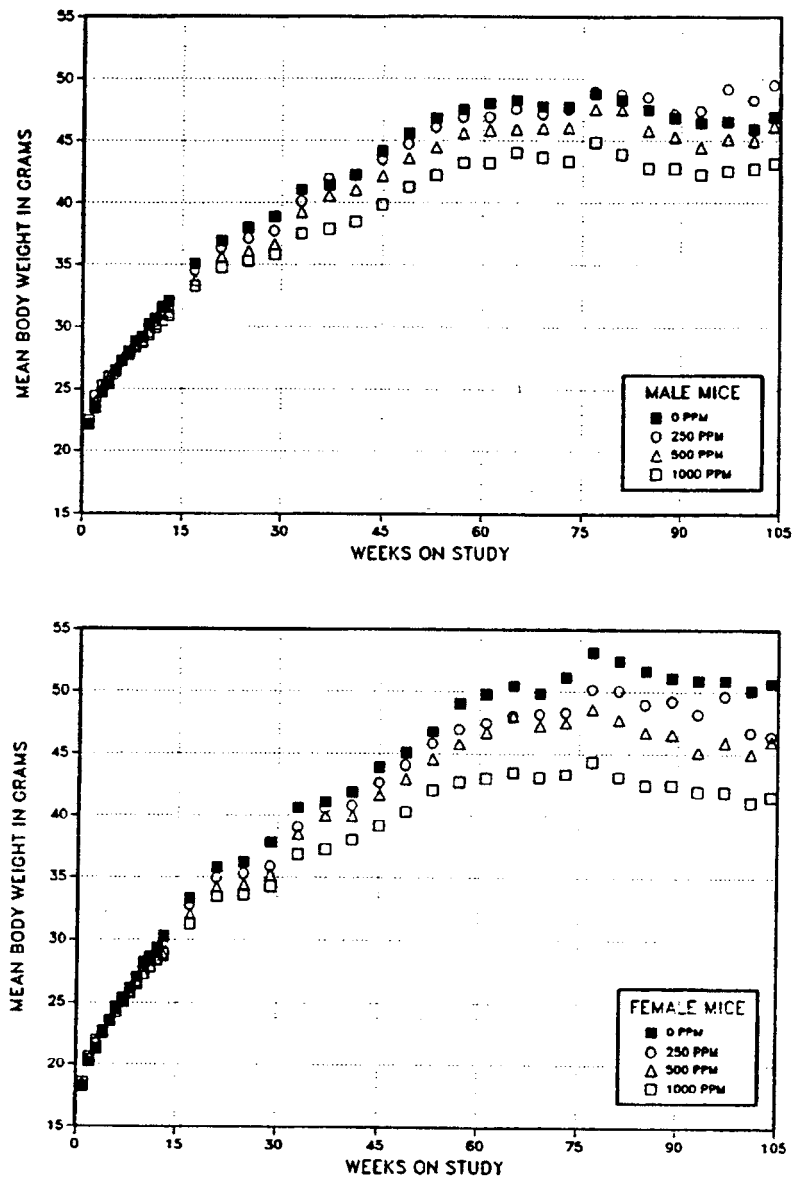 55
50
45
40
35
30
25
20
15
MEAN BODY WEIGHT IN GRAMS
MALE MICE
0 PPM
250 PPM
500 PPM
1000 PPM
0 15 30 45 60 75 90 105
WEEKS ON STUDY
55
50
45
40
35
30
25
20
15
MEAN BODY WEIGHT IN GRAMS
FEMALE MICE
0 PPM
250 PPM
500 PPM
1000 PPM
0 15 30 45 60 75 90 105
WEEKS ON STUDY